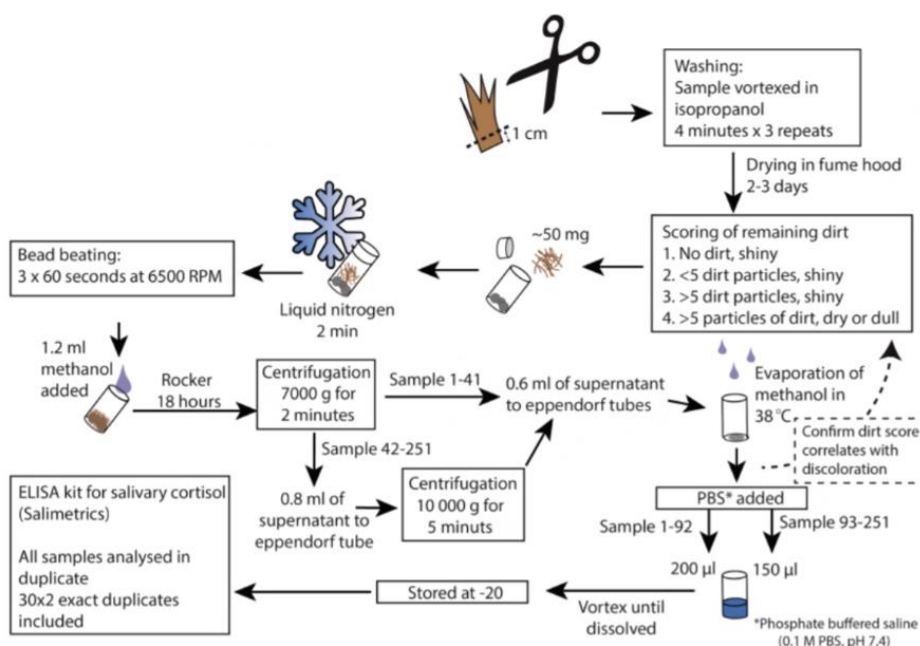 1 cm
Washing:
Sample vortexed in
isopropanol
4 minutes x 3 repeats
Drying in fume hood
2-3 days
Scoring of remaining dirt
1. No dirt, shiny
2. <5 dirt particles, shiny
3. >5 dirt particles, shiny
4. >5 particles of dirt, dry or dull
~50 mg
Liquid nitrogen
2 min
Bead beating:
3 x 60 seconds at 6500 RPM
1.2 ml
methanol
added
Rocker
18 hours
Centrifugation
7000 g for
2 minutes
Sample 1-41
Sample 42-251
0.8 ml of
supernatant to
eppendorf tube
Centrifugation
10 000 g for
5 minuts
0.6 ml of supernatant
to eppendorf tubes
Evaporation of
methanol in
38°C
Confirm dirt score
correlates with
discoloration
PBS* added
Sample 1-92
Sample 93-251
200 µl
150 µl
*Phosphate buffered saline
(0.1 M PBS, pH 7.4)
Vortex until
dissolved
Stored at -20
ELISA kit for salivary cortisol
(Salimetrics)
All samples analysed in
duplicate
30x2 exact duplicates
included